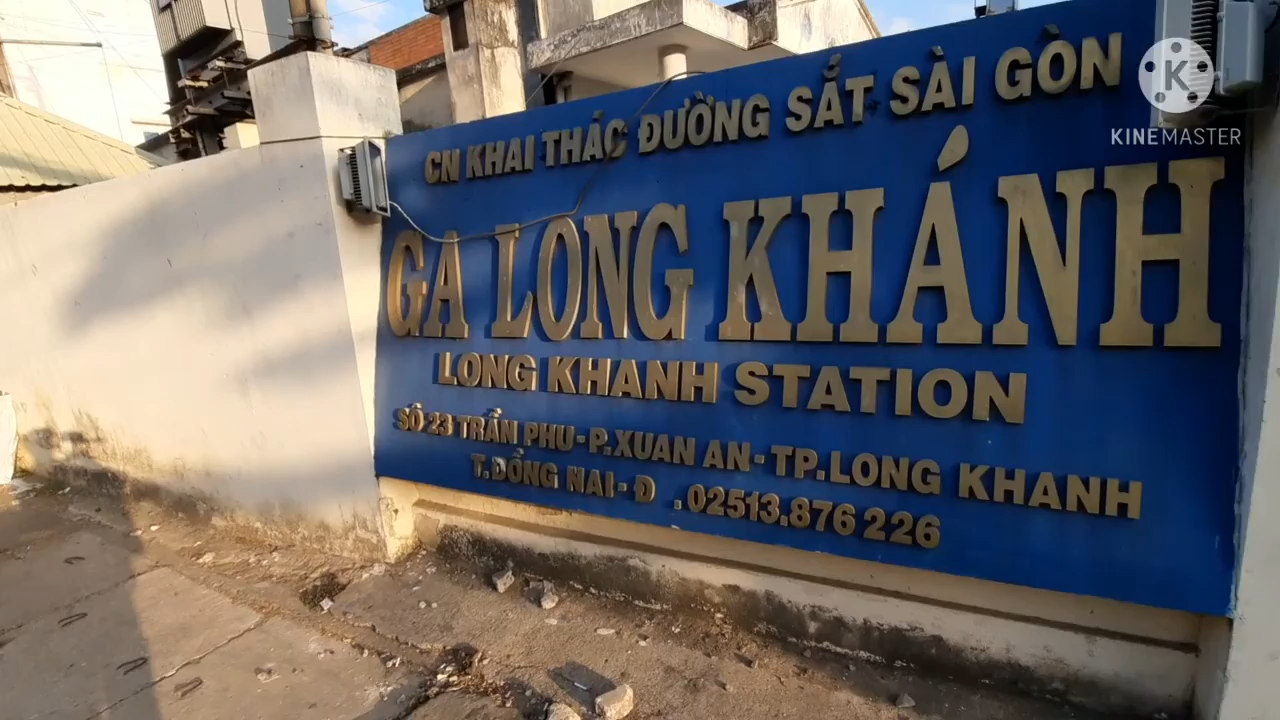 CN KHAI THÁC ĐƯỜNG SẮT SÀI GÒN
GA LONG KHÁNH
LONG KHANH STATION
SỐ 23 TRẦN PHU-P.XUAN AN-TP.LONG KHANH
T.ĐỒNG NAI-Đ .02513.876 226
K
KINEMASTER